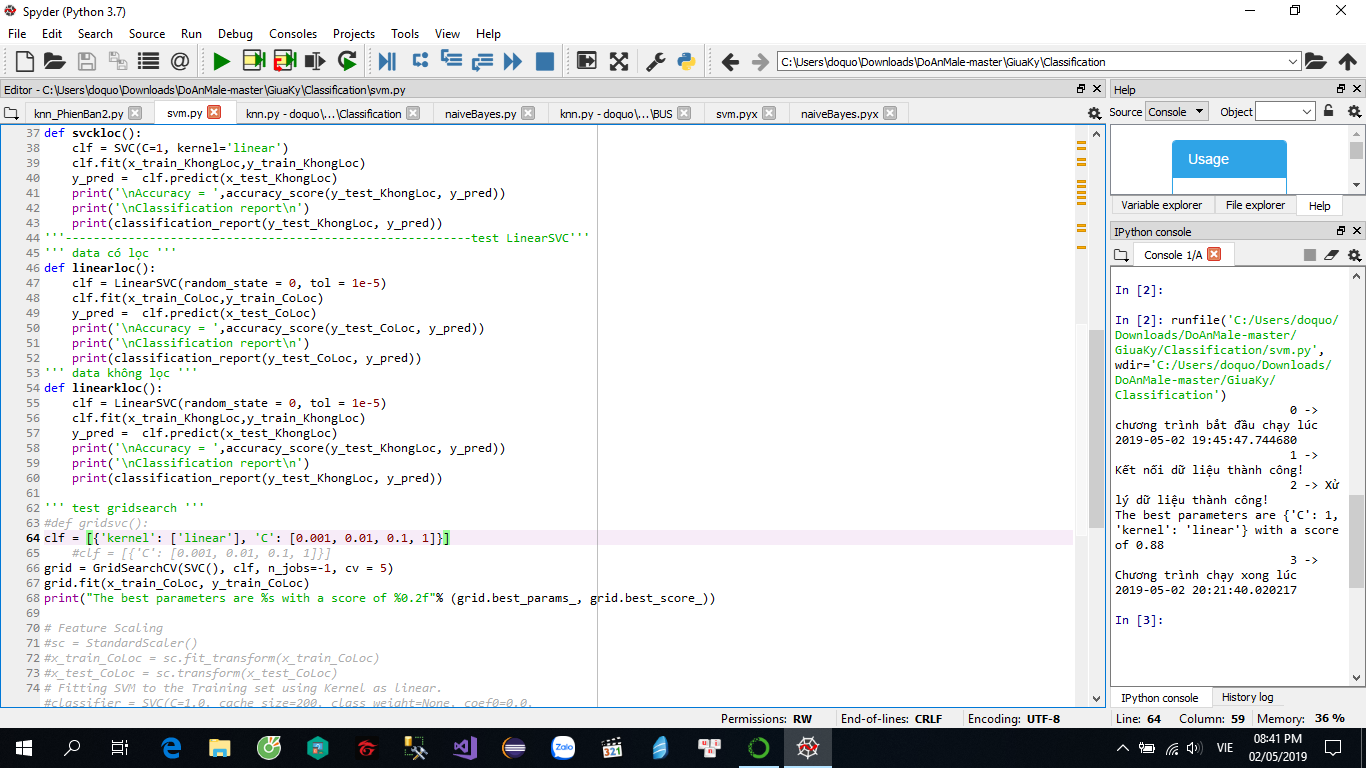 Spyder (Python 3.7)
File Edit Search Source Run Debug Consoles Projects Tools View Help
C:\Users\doquo\Downloads\DoAnMale-master\GiuaKy\Classification
Editor - C:\Users\doquo\Downloads\DoAnMale-master\GiuaKy\Classification\svm.py
knn_PhienBan2.py svm.py knn.py - doquo\...\Classification naiveBayes.py knn.py - doquo\...\BUS svm.pyx naiveBayes.pyx
37 def svckloc():
38     clf = SVC(C=1, kernel='linear')
39     clf.fit(x_train_KhongLoc,y_train_KhongLoc)
40     y_pred =  clf.predict(x_test_KhongLoc)
41     print('\nAccuracy = ',accuracy_score(y_test_KhongLoc, y_pred))
42     print('\nClassification report\n')
43     print(classification_report(y_test_KhongLoc, y_pred))
44 '''----------------------------------------------------------test LinearSVC'''
45 ''' data có lọc '''
46 def linearloc():
47     clf = LinearSVC(random_state = 0, tol = 1e-5)
48     clf.fit(x_train_CoLoc,y_train_CoLoc)
49     y_pred =  clf.predict(x_test_CoLoc)
50     print('\nAccuracy = ',accuracy_score(y_test_CoLoc, y_pred))
51     print('\nClassification report\n')
52     print(classification_report(y_test_CoLoc, y_pred))
53 ''' data không lọc '''
54 def linearkloc():
55     clf = LinearSVC(random_state = 0, tol = 1e-5)
56     clf.fit(x_train_KhongLoc,y_train_KhongLoc)
57     y_pred =  clf.predict(x_test_KhongLoc)
58     print('\nAccuracy = ',accuracy_score(y_test_KhongLoc, y_pred))
59     print('\nClassification report\n')
60     print(classification_report(y_test_KhongLoc, y_pred))
61
62 ''' test gridsearch '''
63 #def gridsvc():
64 clf = [{'kernel': ['linear'], 'C': [0.001, 0.01, 0.1, 1]}]
65     #clf = [{'C': [0.001, 0.01, 0.1, 1]}]
66 grid = GridSearchCV(SVC(), clf, n_jobs=-1, cv = 5)
67 grid.fit(x_train_CoLoc, y_train_CoLoc)
68 print("The best parameters are %s with a score of %0.2f"% (grid.best_params_, grid.best_score_))
69
70 # Feature Scaling
71 #sc = StandardScaler()
72 #x_train_CoLoc = sc.fit_transform(x_train_CoLoc)
73 #x_test_CoLoc = sc.transform(x_test_CoLoc)
74 # Fitting SVM to the Training set using Kernel as linear.
#classifier = SVC(C=1.0, cache_size=200, class_weight=None, coef0=0.0,
Help
Source Console Object
Usage
Variable explorer File explorer Help
IPython console
Console 1/A
In [2]:
In [2]: runfile('C:/Users/doquo/
Downloads/DoAnMale-master/
GiuaKy/Classification/svm.py',
wdir='C:/Users/doquo/Downloads/
DoAnMale-master/GiuaKy/
Classification')
0 ->
chương trình bắt đầu chạy lúc
2019-05-02 19:45:47.744680
1 ->
Kết nối dữ liệu thành công!
2 -> Xử
lý dữ liệu thành công!
The best parameters are {'C': 1,
'kernel': 'linear'} with a score
of 0.88
3 ->
Chương trình chạy xong lúc
2019-05-02 20:21:40.020217
In [3]:
IPython console History log
Permissions: RW End-of-lines: CRLF Encoding: UTF-8 Line: 64 Column: 59 Memory: 36 %
Zalo 321 VIE 08:41 PM
02/05/2019